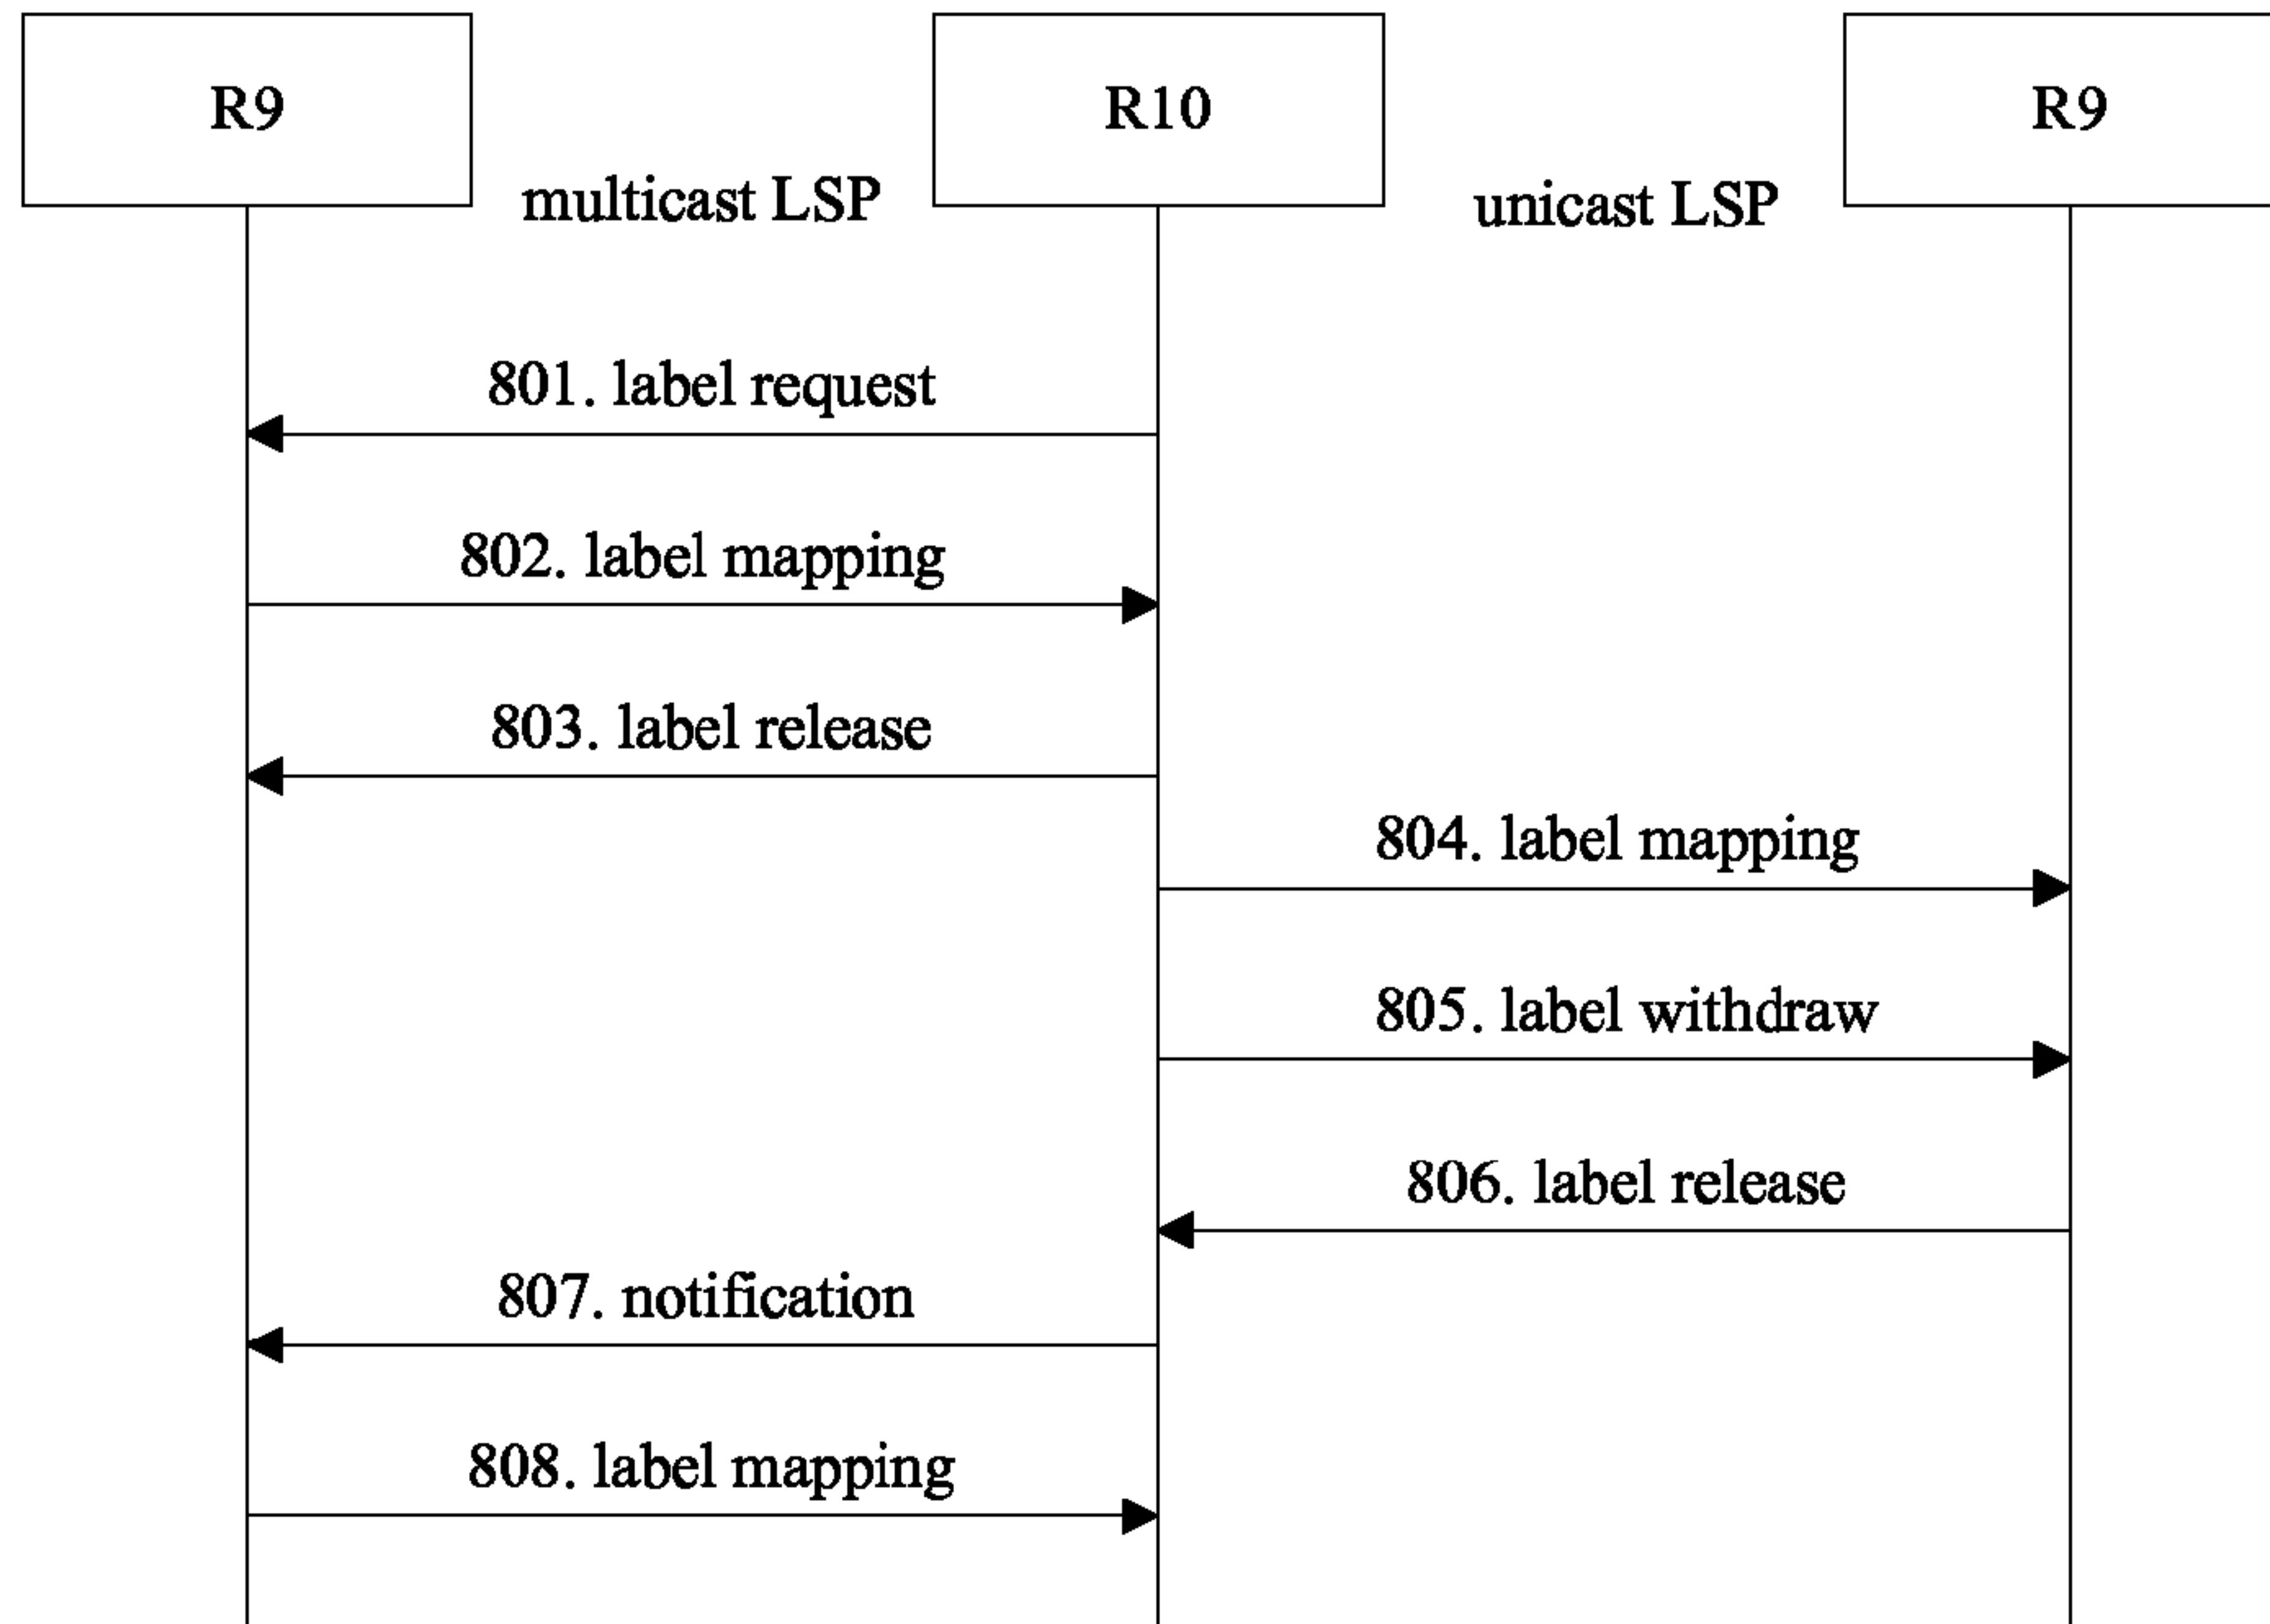 R9
R10
R9
multicast LSP
unicast LSP
801. label request
802. label mapping
803. label release
804. label mapping
805. label withdraw
806. label release
807. notification
808. label mapping